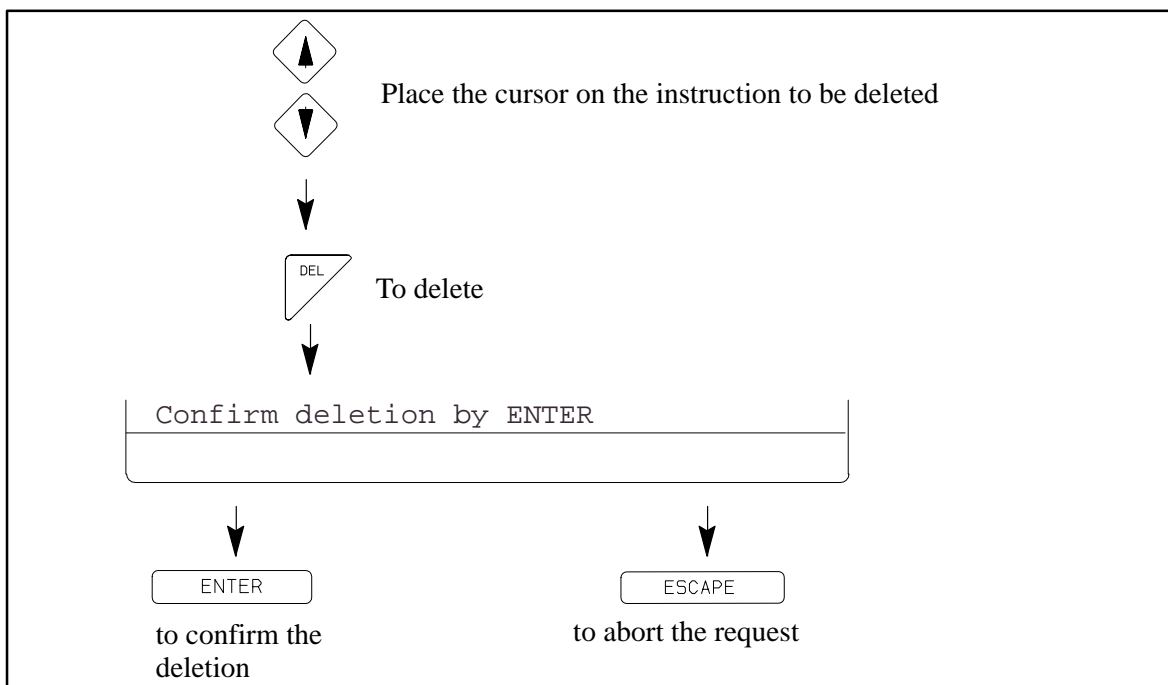 Place the cursor on the instruction to be deleted
DEL
To delete
Confirm deletion by ENTER
ENTER
ESCAPE
to confirm the
deletion
to abort the request